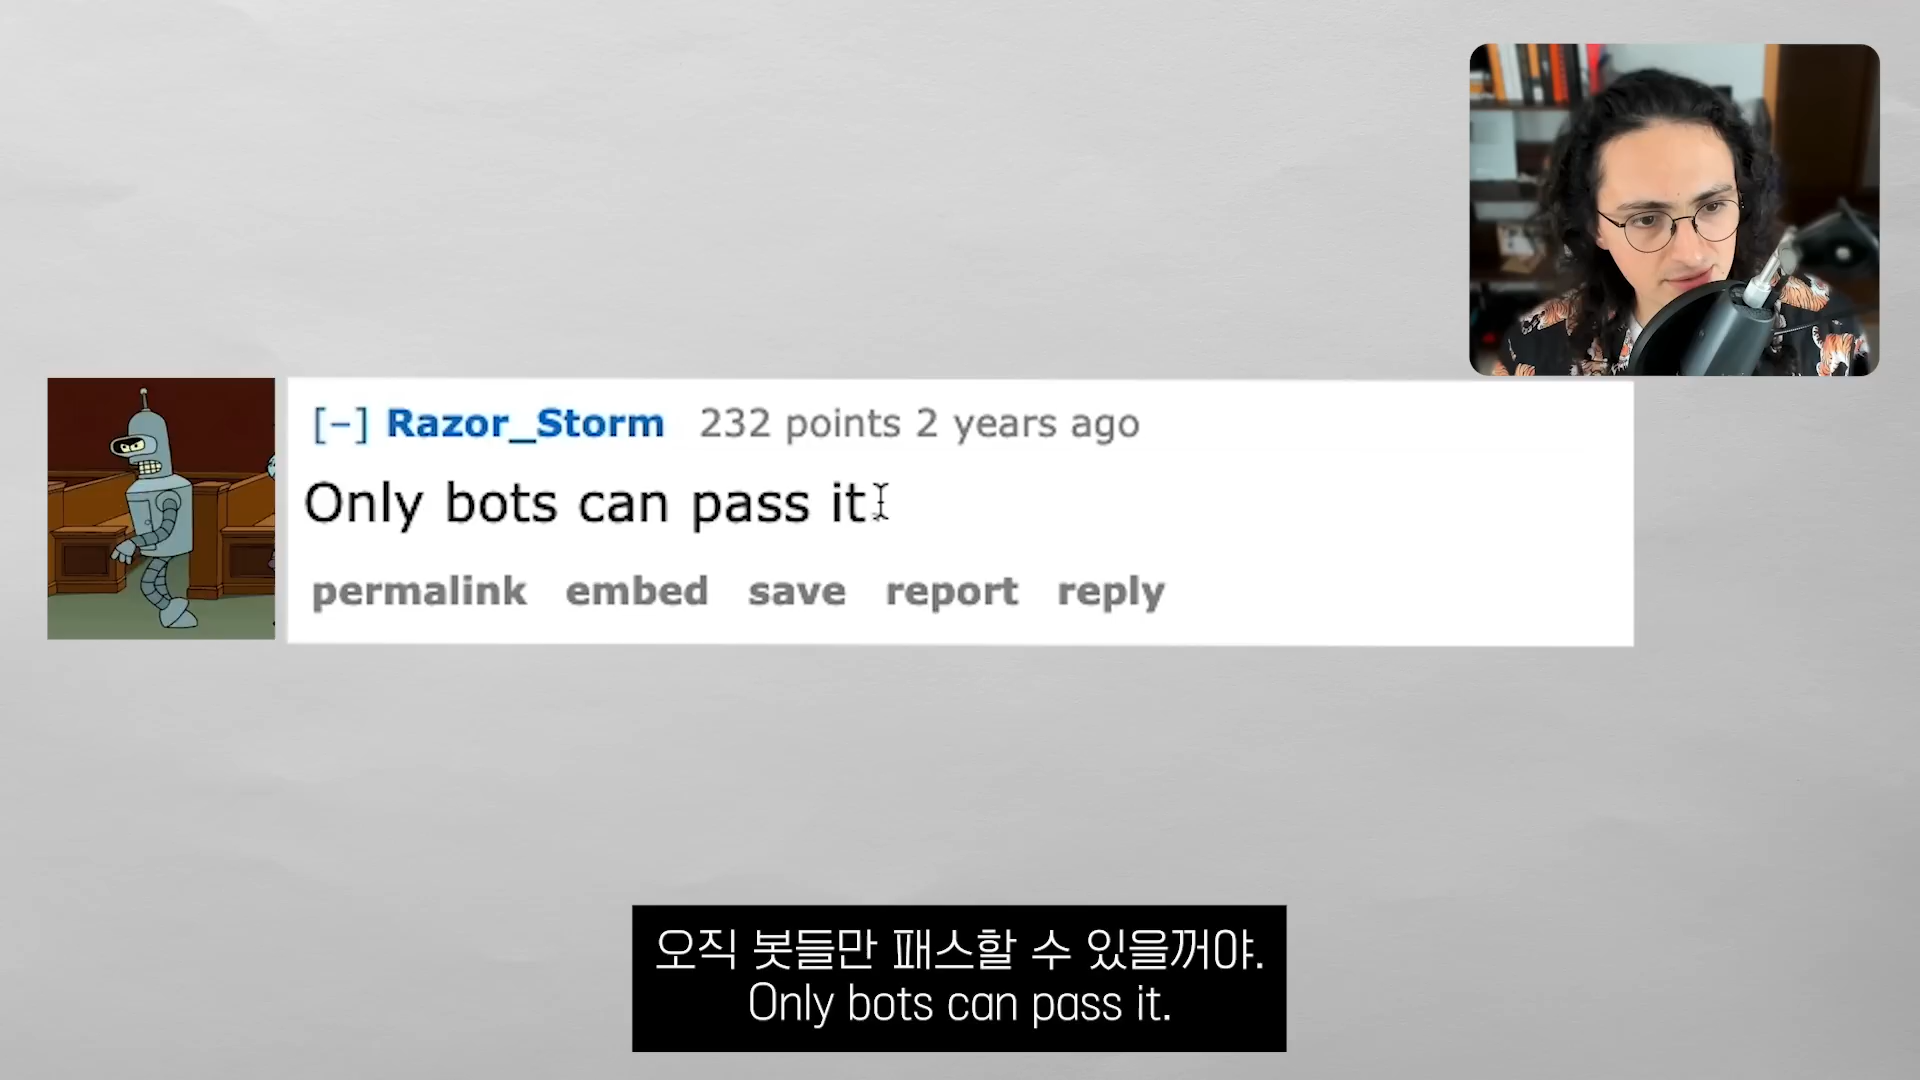 [–] Razor_Storm 232 points 2 years ago
Only bots can pass it
permalink embed save report reply
오직 봇들만 패스할 수 있을꺼야.
Only bots can pass it.